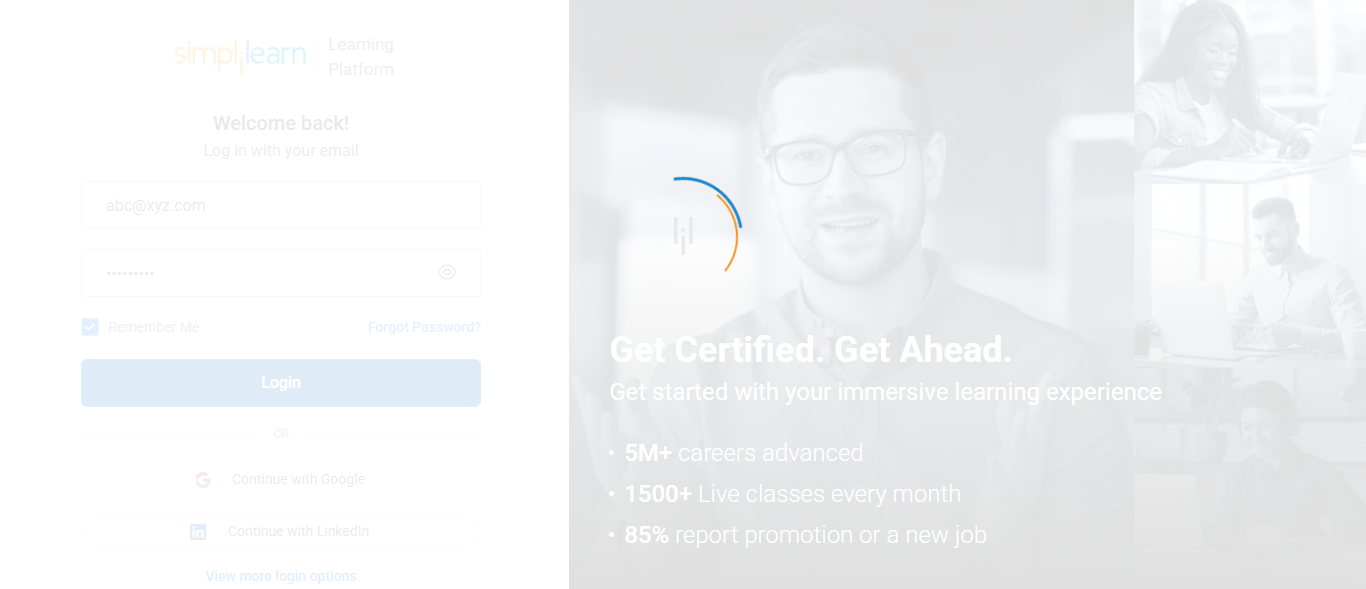 simplilearn
Learning
Platform
Welcome back!
Log in with your email
abc@xyz.com
•••••••••
Remember Me
Forgot Password?
Login
OR
Continue with Google
Continue with LinkedIn
View more login options
Get Certified. Get Ahead.
Get started with your immersive learning experience
• 5M+ careers advanced
• 1500+ Live classes every month
• 85% report promotion or a new job